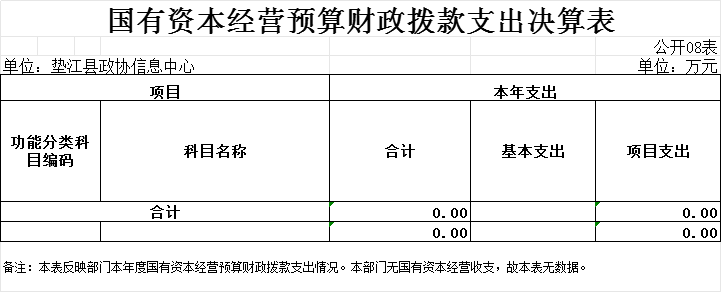 国有资本经营预算财政拨款支出决算表
公开08表
单位：垫江县政协信息中心 单位：万元
项目 本年支出
功能分类科目编码 科目名称 合计 基本支出 项目支出
合计 0.00 0.00
0.00 0.00
备注：本表反映部门本年度国有资本经营预算财政拨款支出情况。本部门无国有资本经营收支，故本表无数据。